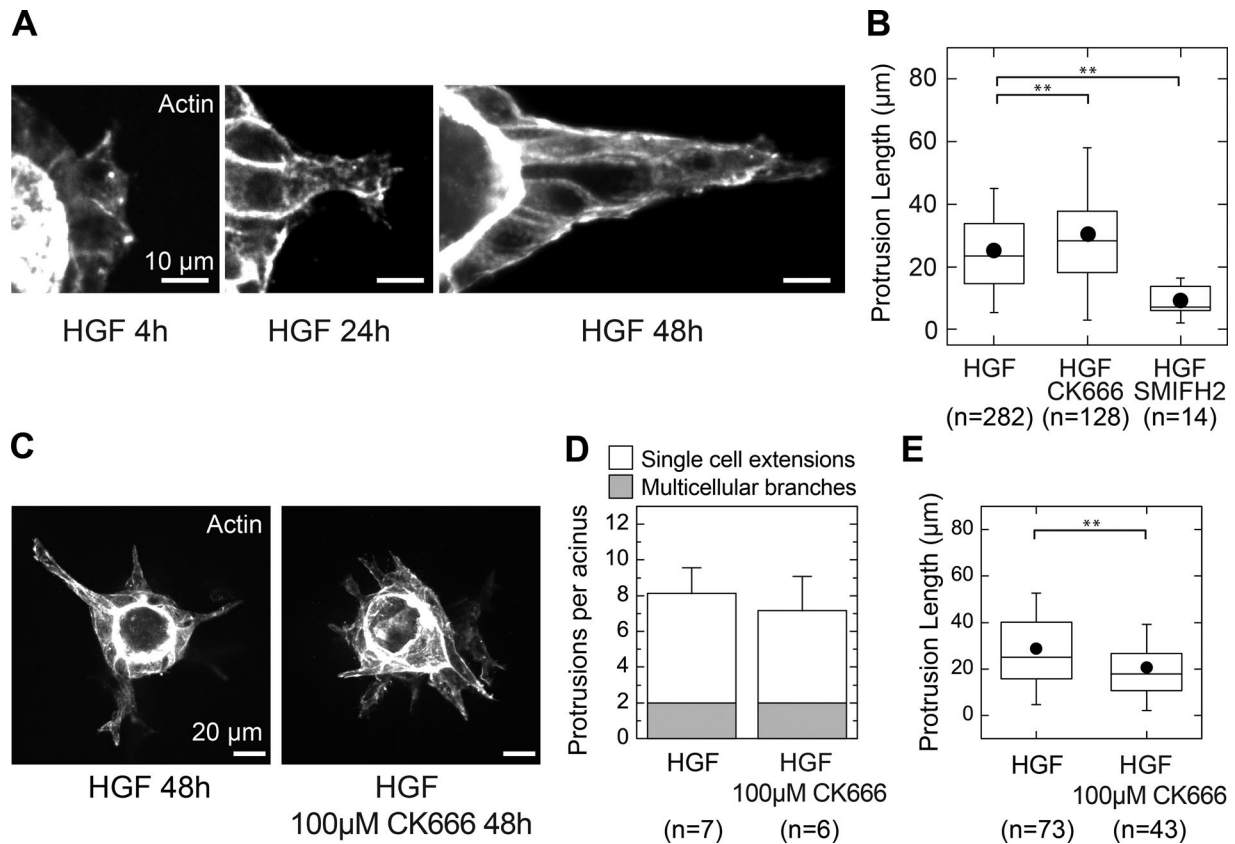 A
Actin
10 µm
HGF 4h
HGF 24h
HGF 48h
B
Protrusion Length (µm)
80
60
40
20
0
**
**
HGF
HGF
HGF
CK666
SMIFH2
(n=282)
(n=128)
(n=14)
C
Actin
20 µm
HGF 48h
HGF
100µM CK666 48h
D
Single cell extensions
Multicellular branches
Protrusions per acinus
12
10
8
6
4
2
0
HGF
HGF
100µM CK666
(n=7)
(n=6)
E
Protrusion Length (µm)
80
60
40
20
0
**
HGF
HGF
100µM CK666
(n=73)
(n=43)